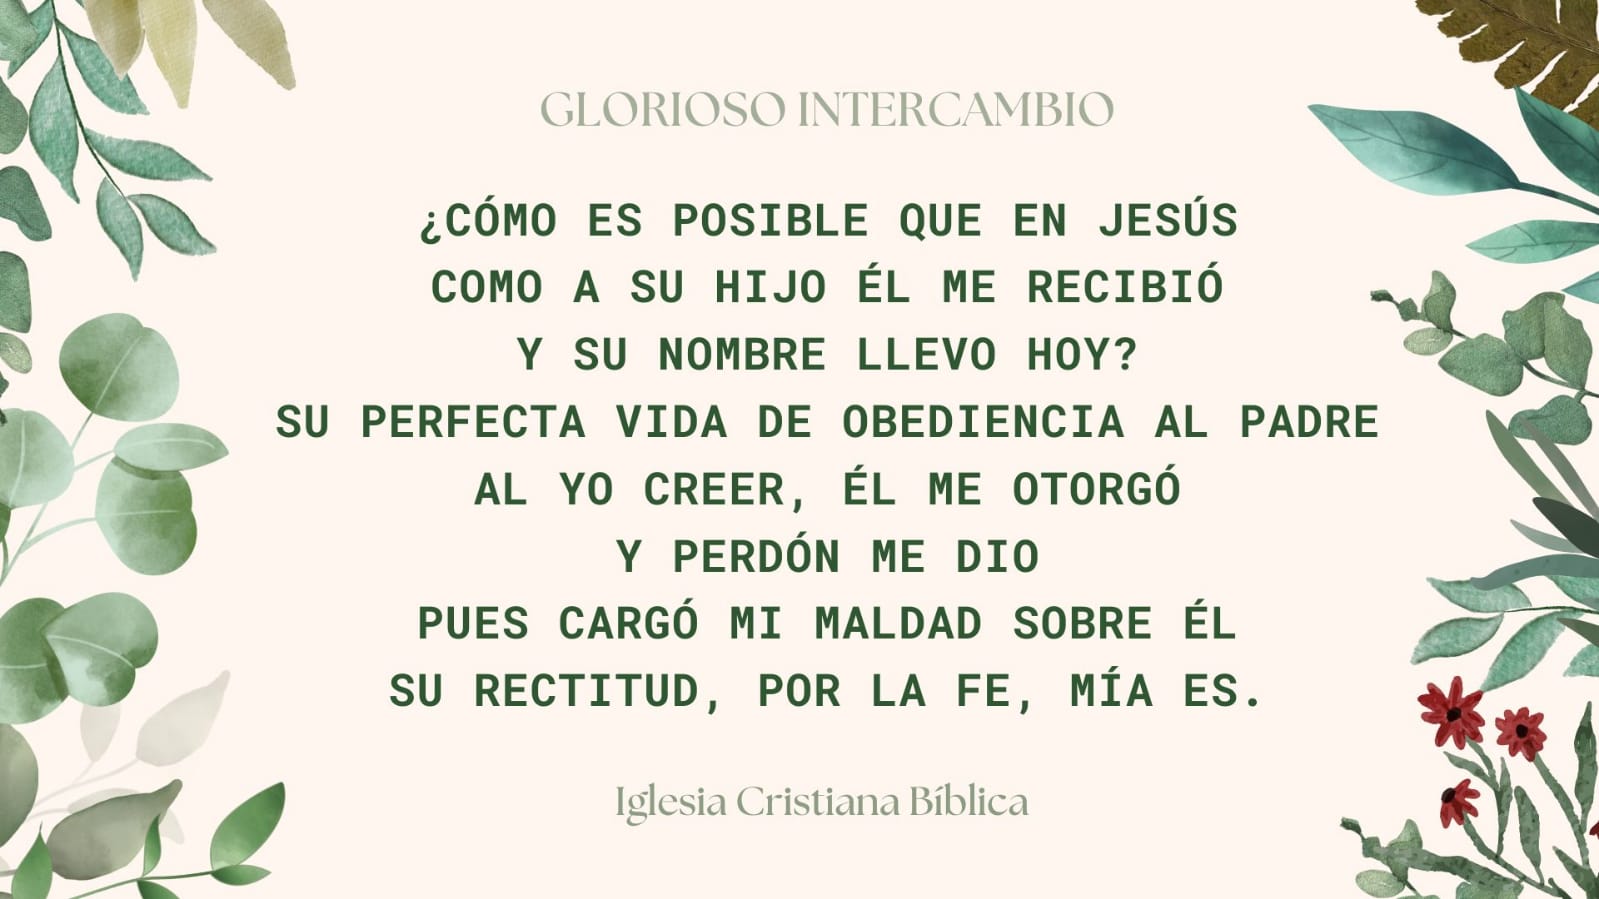 GLORIOSO INTERCAMBIO
¿CÓMO ES POSIBLE QUE EN JESÚS
COMO A SU HIJO ÉL ME RECIBIÓ
Y SU NOMBRE LLEVO HOY?
SU PERFECTA VIDA DE OBEDIENCIA AL PADRE
AL YO CREER, ÉL ME OTORGÓ
Y PERDÓN ME DIO
PUES CARGÓ MI MALDAD SOBRE ÉL
SU RECTITUD, POR LA FE, MÍA ES.
Iglesia Cristiana Bíblica